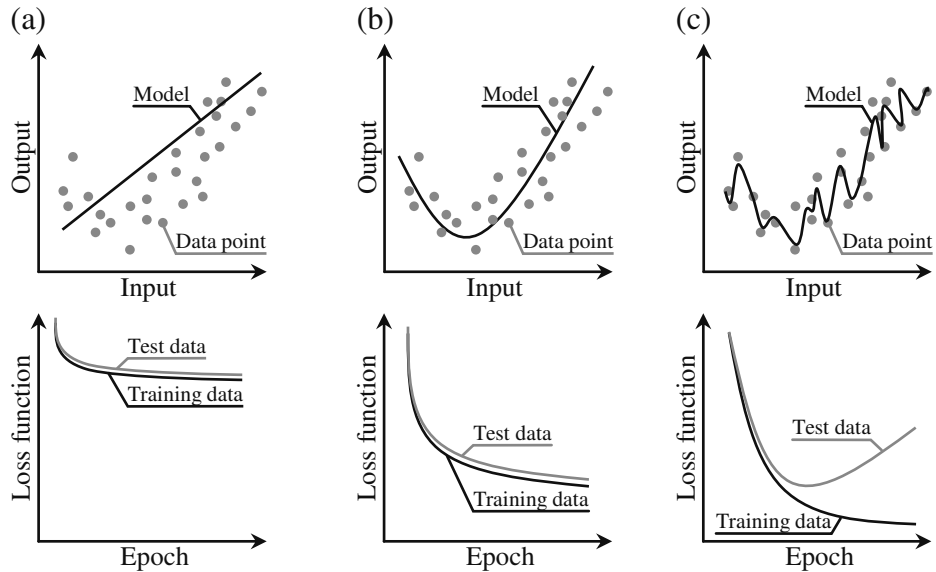 (a)
Output
Model
Data point
Input
(b)
Output
Model
Data point
Input
(c)
Output
Model
Data point
Input
Loss function
Test data
Training data
Epoch
Loss function
Test data
Training data
Epoch
Loss function
Test data
Training data
Epoch